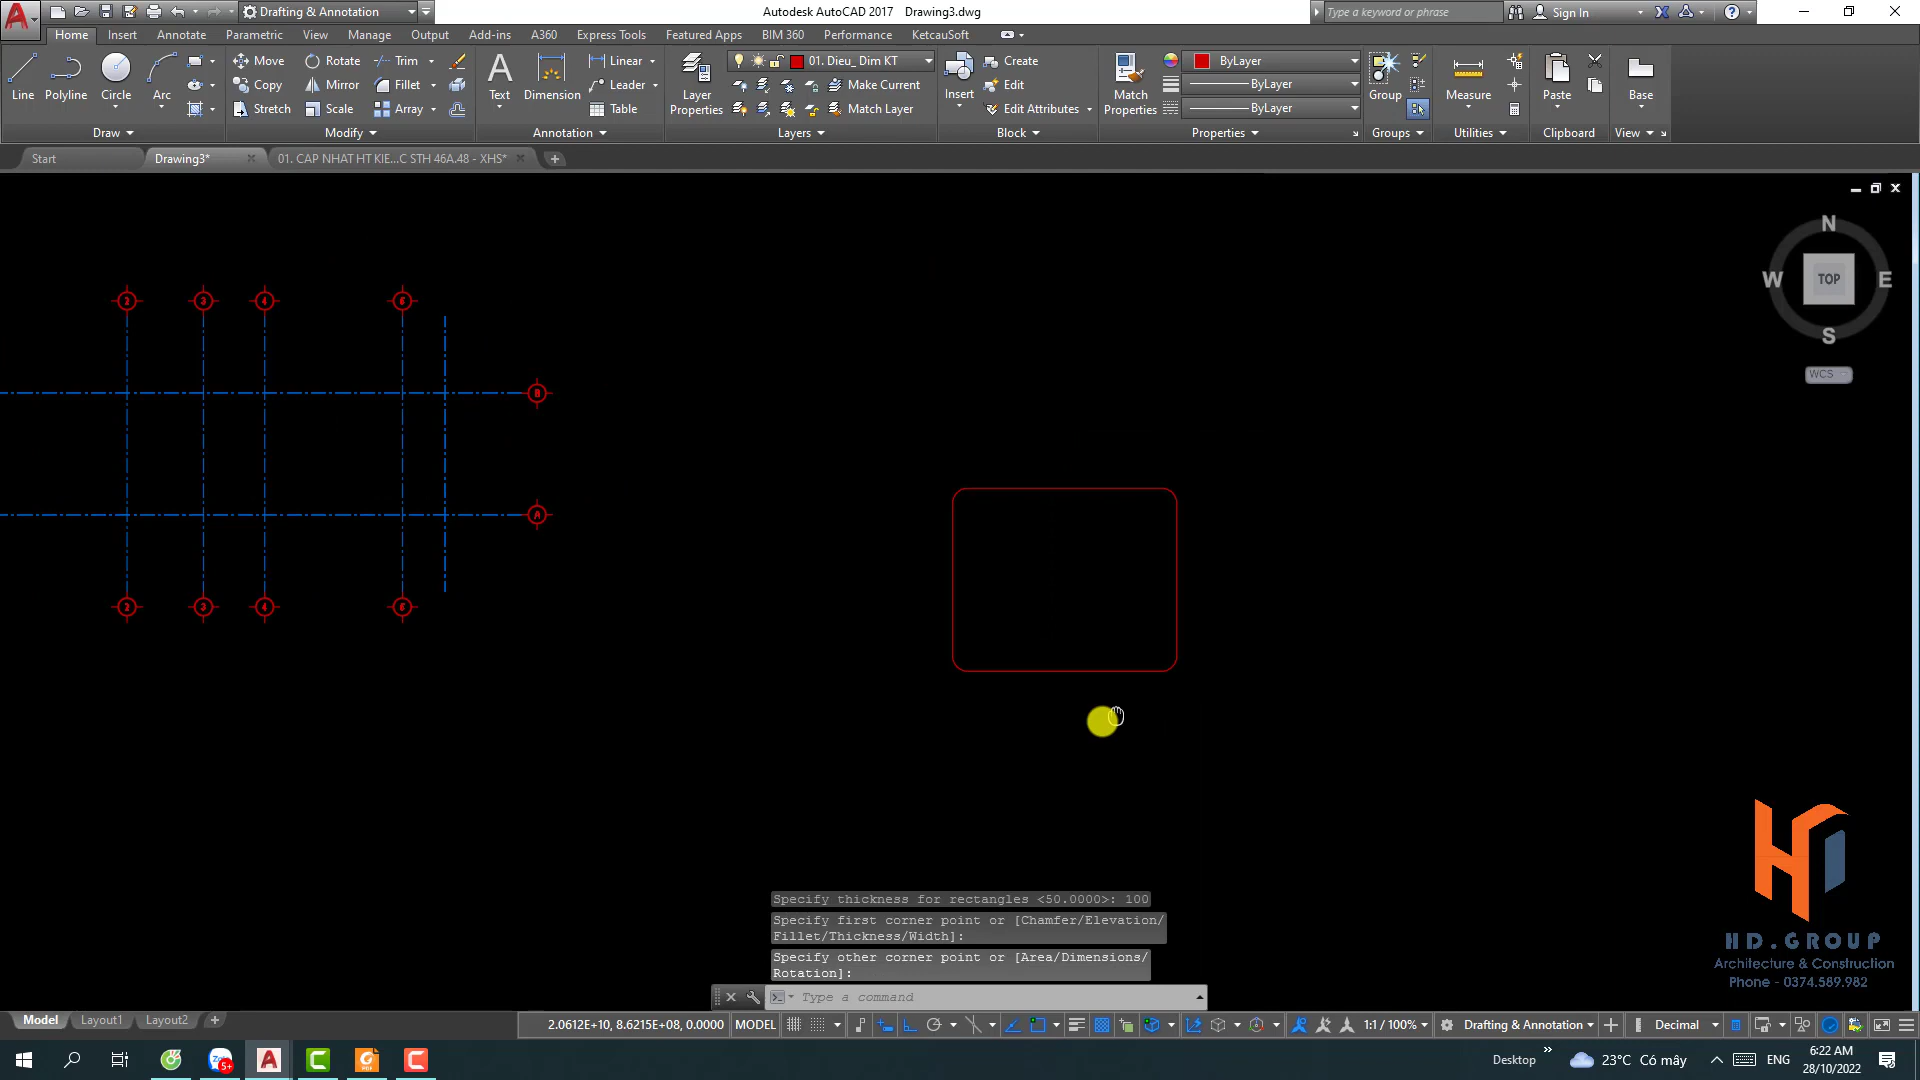 Drafting & Annotation
Autodesk AutoCAD 2017 Drawing3.dwg
Type a keyword or phrase
Sign In
Home Insert Annotate Parametric View Manage Output Add-ins A360 Express Tools Featured Apps BIM 360 Performance KetcauSoft
Line
Polyline
Circle
Arc
Draw
Move
Rotate
Trim
Copy
Mirror
Fillet
Stretch
Scale
Array
Modify
Text
Dimension
Linear
Leader
Table
Annotation
Layer
Properties
01. Dieu_ Dim KT
Make Current
Match Layer
Layers
Insert
Create
Edit
Edit Attributes
Block
Match
Properties
ByLayer
ByLayer
ByLayer
Properties
Group
Groups
Measure
Utilities
Paste
Clipboard
Base
View
Start
Drawing3*
01. CAP NHAT HT KIE...C STH 46A.48 - XHS*
N
W
TOP
E
S
WCS
2 3 4
B
A
2 3 4
HD.GROUP
Architecture & Construction
Phone - 0374.589.982
Specify thickness for rectangles <50.0000>: 100
Specify first corner point or [Chamfer/Elevation/
Fillet/Thickness/Width]:
Specify other corner point or [Area/Dimensions/
Rotation]:
Type a command
Model Layout1 Layout2
2.0612E+10, 8.6215E+08, 0.0000 MODEL
1:1 / 100%
Drafting & Annotation
Decimal
5+
Desktop
23°C Có mây
ENG
6:22 AM
28/10/2022